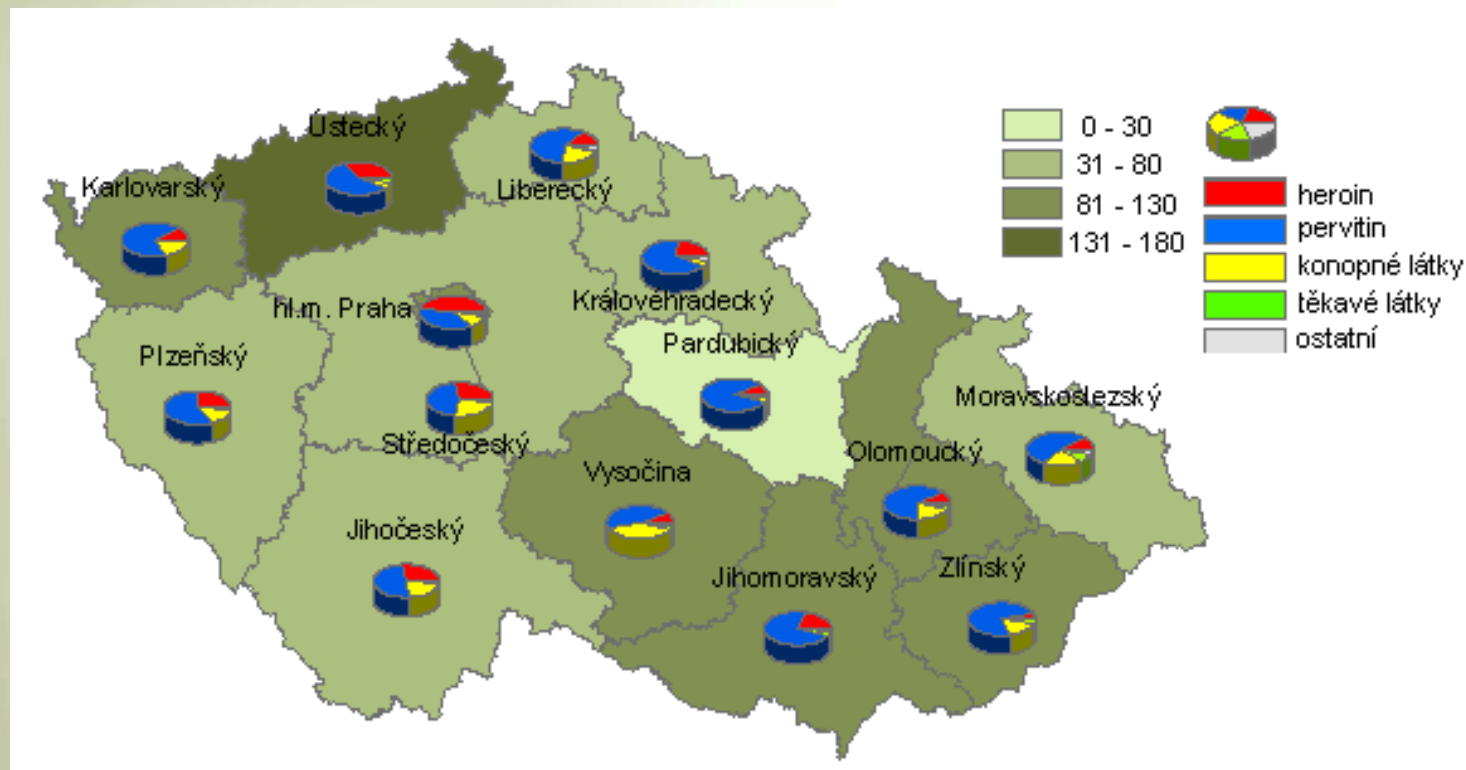 Ústecký
Karlovarský
Liberecký
hl.m. Praha
Královéhradecký
Plzeňský
Pardubický
Středočeský
Moravskoslezský
Vysočina
Olomoucký
Jihočeský
Jihomoravský
Zlínský
0 - 30
31 - 80
81 - 130
131 - 180
heroin
pervitin
konopné látky
těkavé látky
ostatní